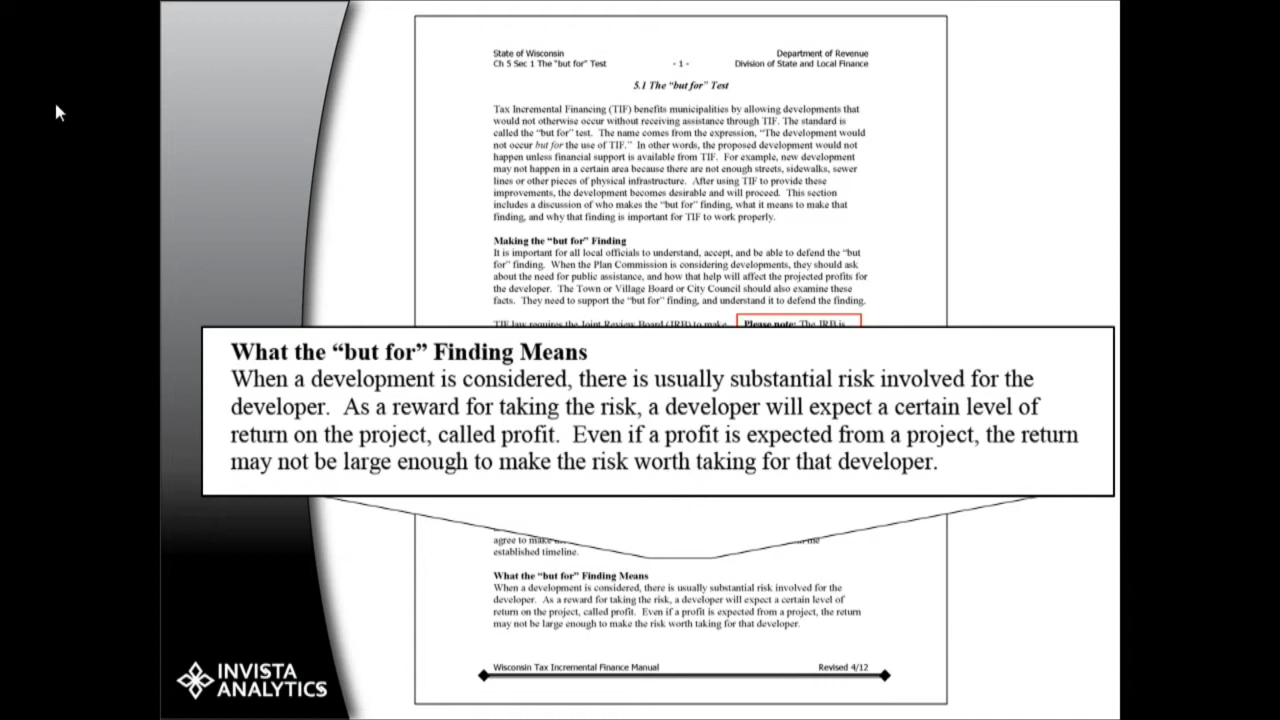 State of Wisconsin
Ch 5 Sec 1 The "but for" Test
- 1 -
Department of Revenue
Division of State and Local Finance
5.1 The “but for” Test
Tax Incremental Financing (TIF) benefits municipalities by allowing developments that
would not otherwise occur without receiving assistance through TIF. The standard is
called the “but for” test. The name comes from the expression, “The development would
not occur but for the use of TIF.” In other words, the proposed development would not
happen unless financial support is available from TIF. For example, new development
may not happen in a certain area because there are not enough streets, sidewalks, sewer
lines or other pieces of physical infrastructure. After using TIF to provide these
improvements, the development becomes desirable and will proceed. This section
includes a discussion of who makes the “but for” finding, what it means to make that
finding, and why that finding is important for TIF to work properly.
Making the “but for” Finding
It is important for all local officials to understand, accept, and be able to defend the “but
for” finding. When the Plan Commission is considering developments, they should ask
about the need for public assistance, and how that help will affect the projected profits for
the developer. The Town or Village Board or City Council should also examine these
facts. They need to support the “but for” finding, and understand it to defend the finding.
TIF law requires the Joint Review Board (JRB) to make
Please note: The JRB is
What the “but for” Finding Means
When a development is considered, there is usually substantial risk involved for the
developer. As a reward for taking the risk, a developer will expect a certain level of
return on the project, called profit. Even if a profit is expected from a project, the return
may not be large enough to make the risk worth taking for that developer.
agree to make
established timeline.
What the “but for” Finding Means
When a development is considered, there is usually substantial risk involved for the
developer. As a reward for taking the risk, a developer will expect a certain level of
return on the project, called profit. Even if a profit is expected from a project, the return
may not be large enough to make the risk worth taking for that developer.
Wisconsin Tax Incremental Finance Manual
Revised 4/12
INVISTA
ANALYTICS